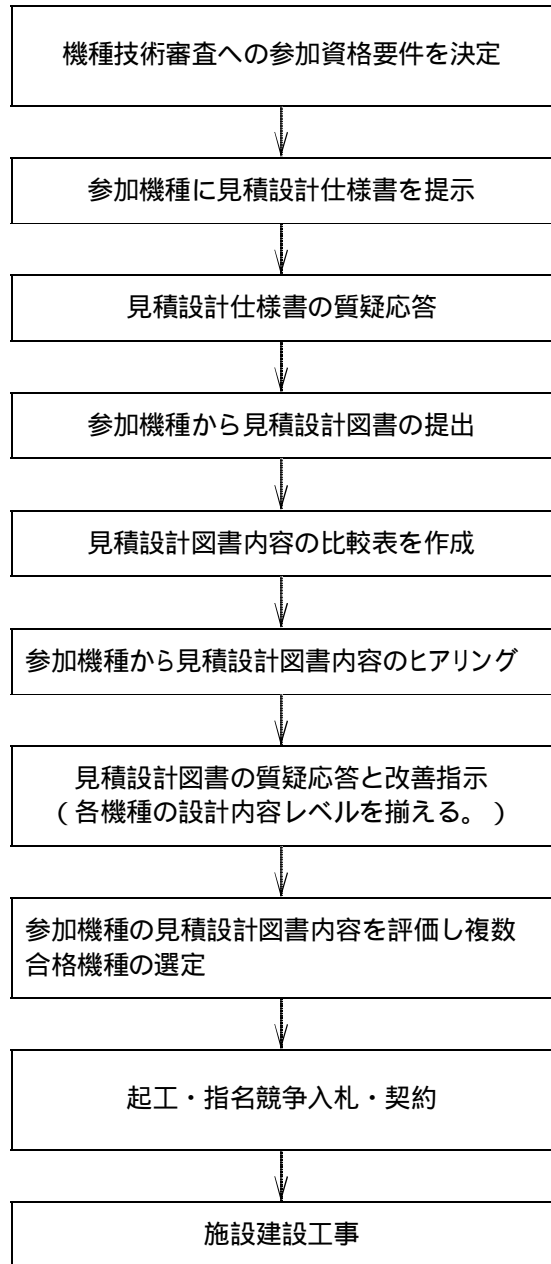 機種技術審査への参加資格要件を決定
参加機種に見積設計仕様書を提示
見積設計仕様書の質疑応答
参加機種から見積設計図書の提出
見積設計図書内容の比較表を作成
参加機種から見積設計図書内容のヒアリング
見積設計図書の質疑応答と改善指示
(各機種の設計内容レベルを揃える。)
参加機種の見積設計図書内容を評価し複数
合格機種の選定
起工・指名競争入札・契約
施設建設工事